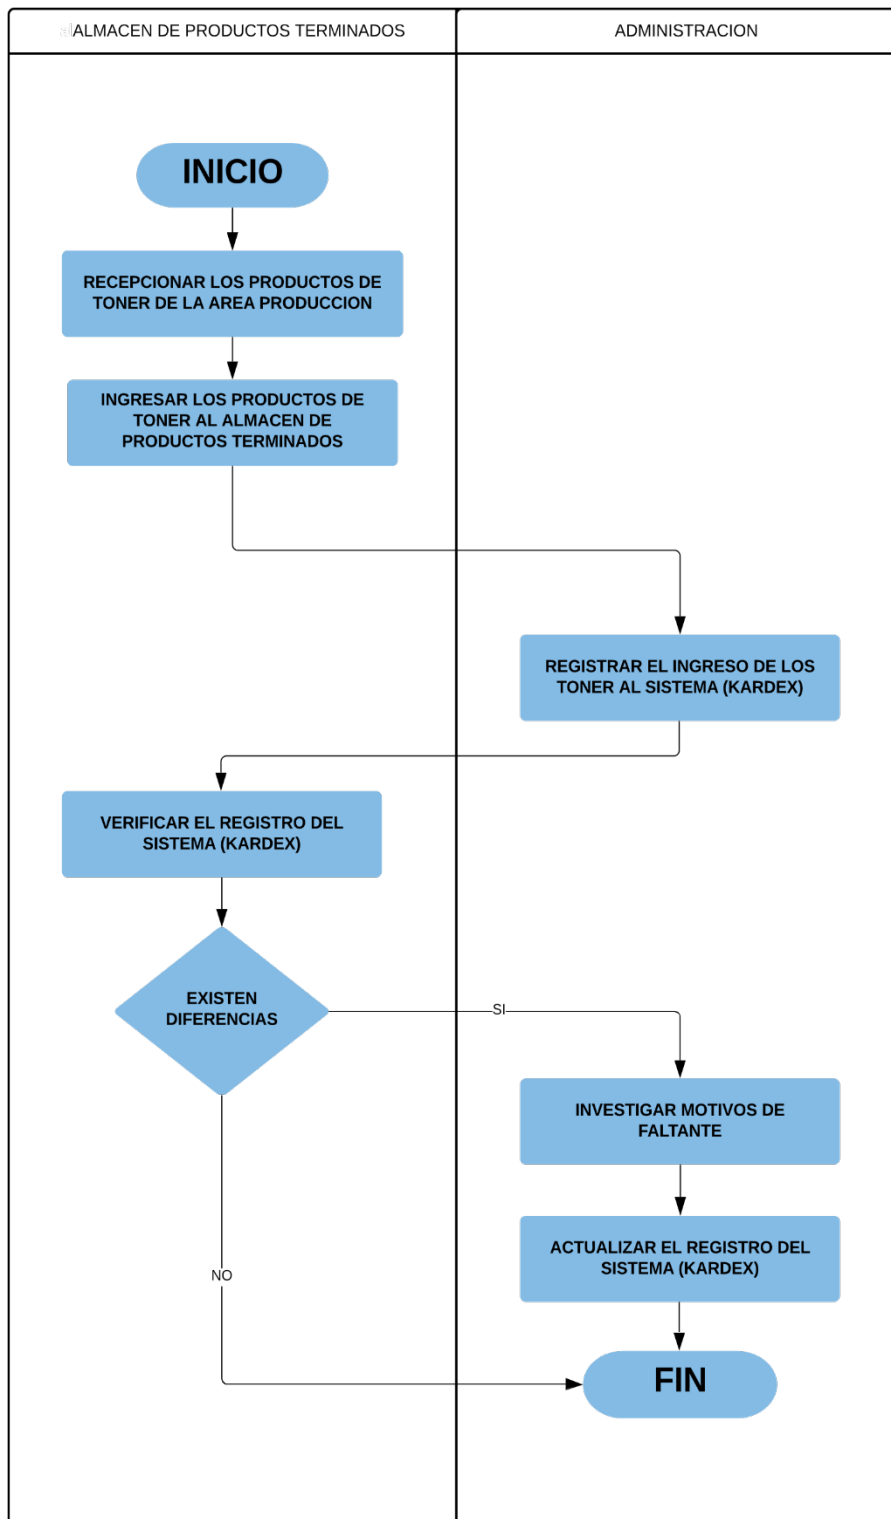 ALMACEN DE PRODUCTOS TERMINADOS
ADMINISTRACION
INICIO
RECEPCIONAR LOS PRODUCTOS DE
TONER DE LA AREA PRODUCCION
INGRESAR LOS PRODUCTOS DE
TONER AL ALMACEN DE
PRODUCTOS TERMINADOS
REGISTRAR EL INGRESO DE LOS
TONER AL SISTEMA (KARDEX)
VERIFICAR EL REGISTRO DEL
SISTEMA (KARDEX)
EXISTEN
DIFERENCIAS
SI
INVESTIGAR MOTIVOS DE
FALTANTE
ACTUALIZAR EL REGISTRO DEL
SISTEMA (KARDEX)
NO
FIN